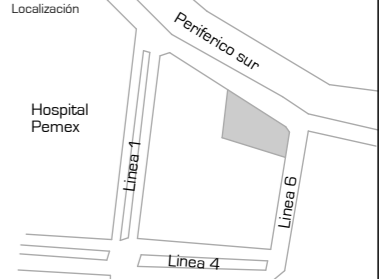 Localización
Periferico sur
Hospital
Pemex
Linea 1
Linea 6
Linea 4